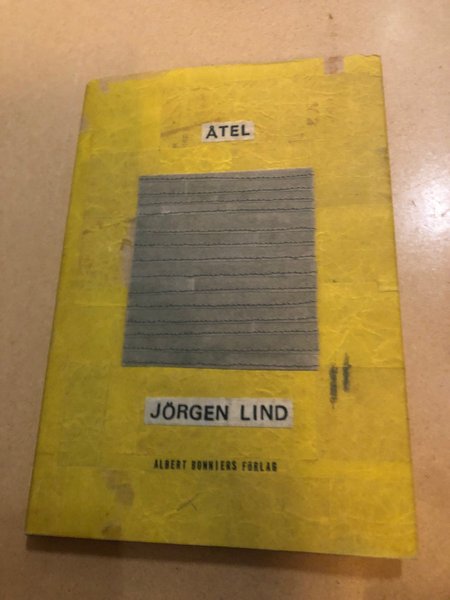 ÅTEL
JÖRGEN LIND
ALBERT BONNIERS FÖRLAG